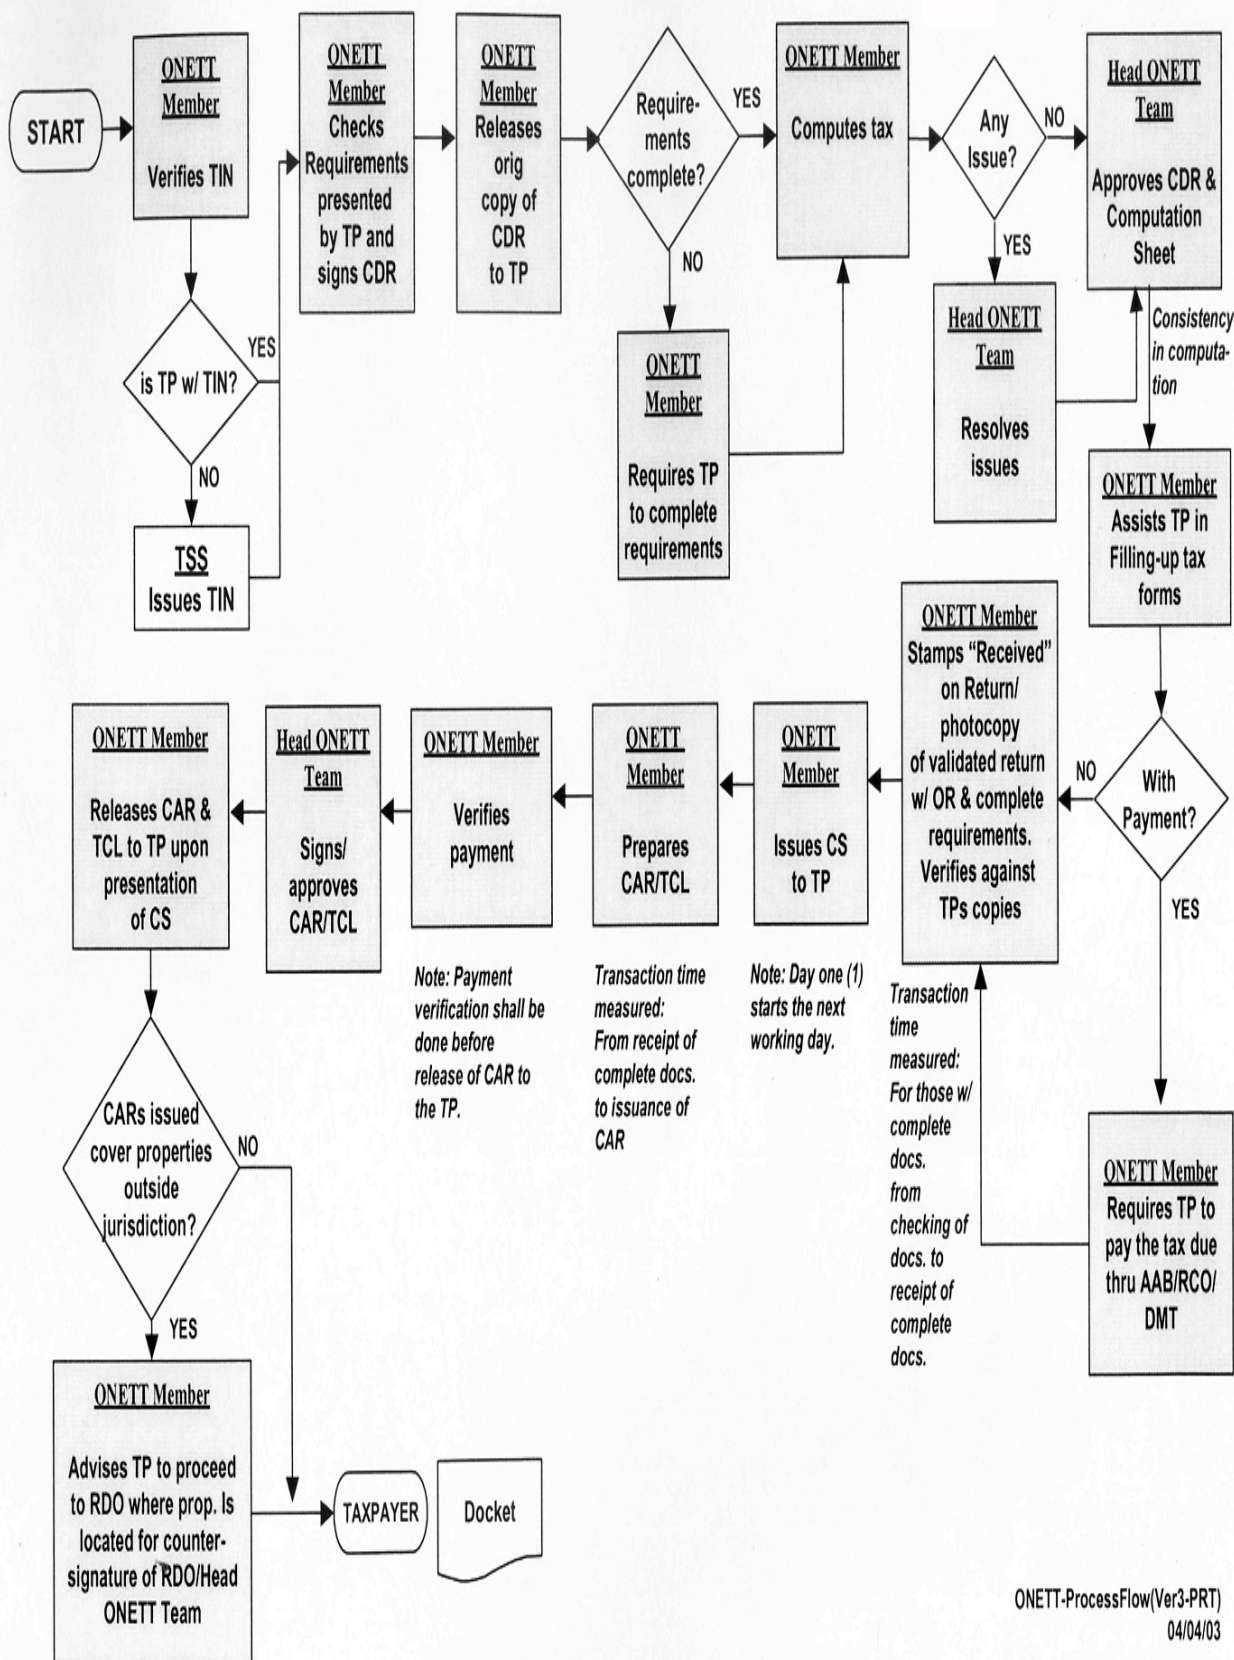 START
ONETT
Member
Verifies TIN
is TP w/ TIN?
YES
NO
TSS
Issues TIN
ONETT
Member
Checks
Requirements
presented
by TP and
signs CDR
ONETT
Member
Releases
orig
copy of
CDR
to TP
Require-
ments
complete?
YES
NO
ONETT
Member
Requires TP
to complete
requirements
ONETT Member
Computes tax
Any
Issue?
NO
YES
Head ONETT
Team
Resolves
issues
Head ONETT
Team
Approves CDR &
Computation
Sheet
Consistency
in computa-
tion
ONETT Member
Assists TP in
Filling-up tax
forms
With
Payment?
NO
YES
ONETT Member
Requires TP to
pay the tax due
thru AAB/RCO/
DMT
ONETT Member
Stamps “Received”
on Return/
photocopy
of validated return
w/ OR & complete
requirements.
Verifies against
TPs copies
Transaction
time
measured:
For those w/
complete
docs.
from
checking of
docs. to
receipt of
complete
docs.
ONETT
Member
Issues CS
to TP
Note: Day one (1)
starts the next
working day.
ONETT
Member
Prepares
CAR/TCL
Transaction time
measured:
From receipt of
complete docs.
to issuance of
CAR
ONETT Member
Verifies
payment
Note: Payment
verification shall be
done before
release of CAR to
the TP.
Head ONETT
Team
Signs/
approves
CAR/TCL
ONETT Member
Releases CAR &
TCL to TP upon
presentation
of CS
CARs issued
cover properties
outside
jurisdiction?
NO
YES
ONETT Member
Advises TP to proceed
to RDO where prop. Is
located for counter-
signature of RDO/Head
ONETT Team
TAXPAYER
Docket
ONETT-ProcessFlow(Ver3-PRT)
04/04/03